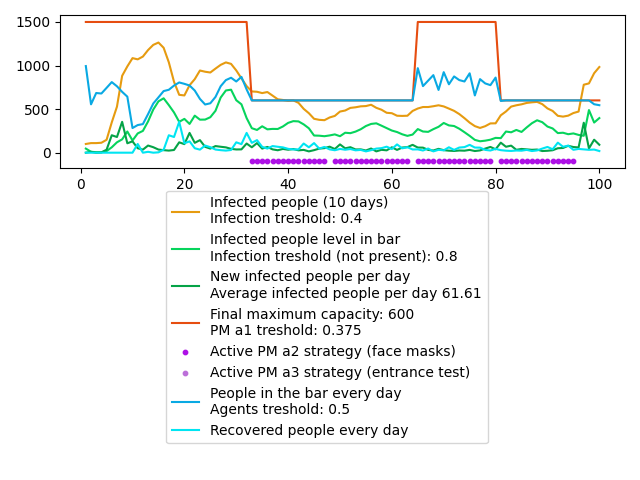 1500
1000
500
0
0
20
40
60
80
100
Infected people (10 days)
Infection treshold: 0.4
Infected people level in bar
Infection treshold (not present): 0.8
New infected people per day
Average infected people per day 61.61
Final maximum capacity: 600
PM a1 treshold: 0.375
Active PM a2 strategy (face masks)
Active PM a3 strategy (entrance test)
People in the bar every day
Agents treshold: 0.5
Recovered people every day